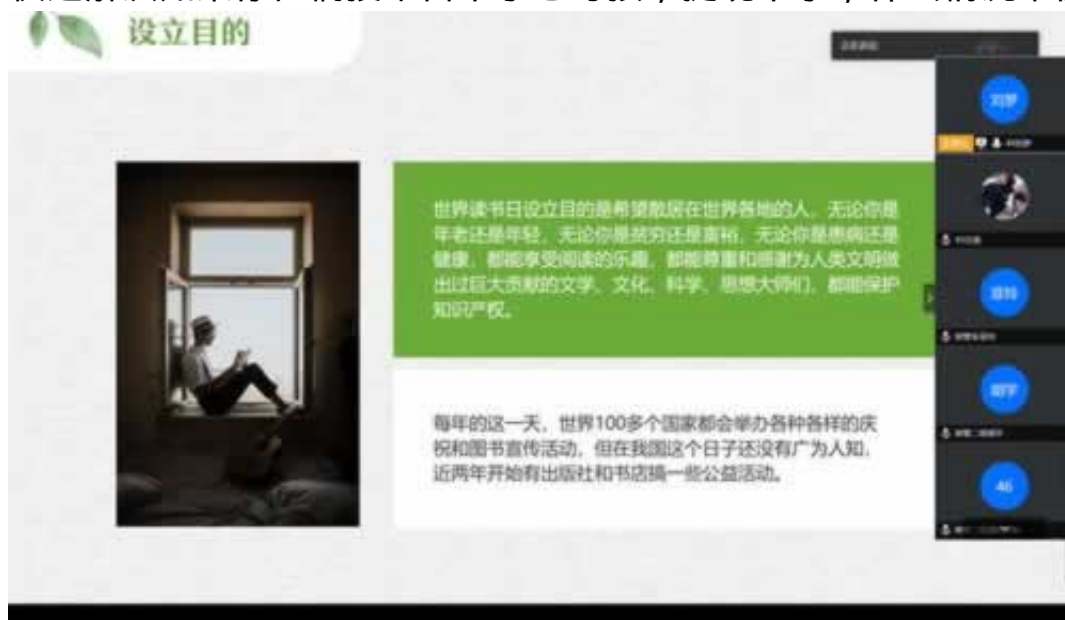 设立目的
世界读书日设立目的是希望散居在世界各地的人，无论你是
年老还是年轻，无论你是贫穷还是富裕，无论你是患病还是
健康，都能享受阅读的乐趣，都能尊重和感谢为人类文明做
出过巨大贡献的文学、文化、科学、思想大师们，都能保护
知识产权。
每年的这一天，世界100多个国家都会举办各种各样的庆
祝和图书宣传活动，但在我国这个日子还没有广为人知，
近两年开始有出版社和书店搞一些公益活动。
刘梦
46